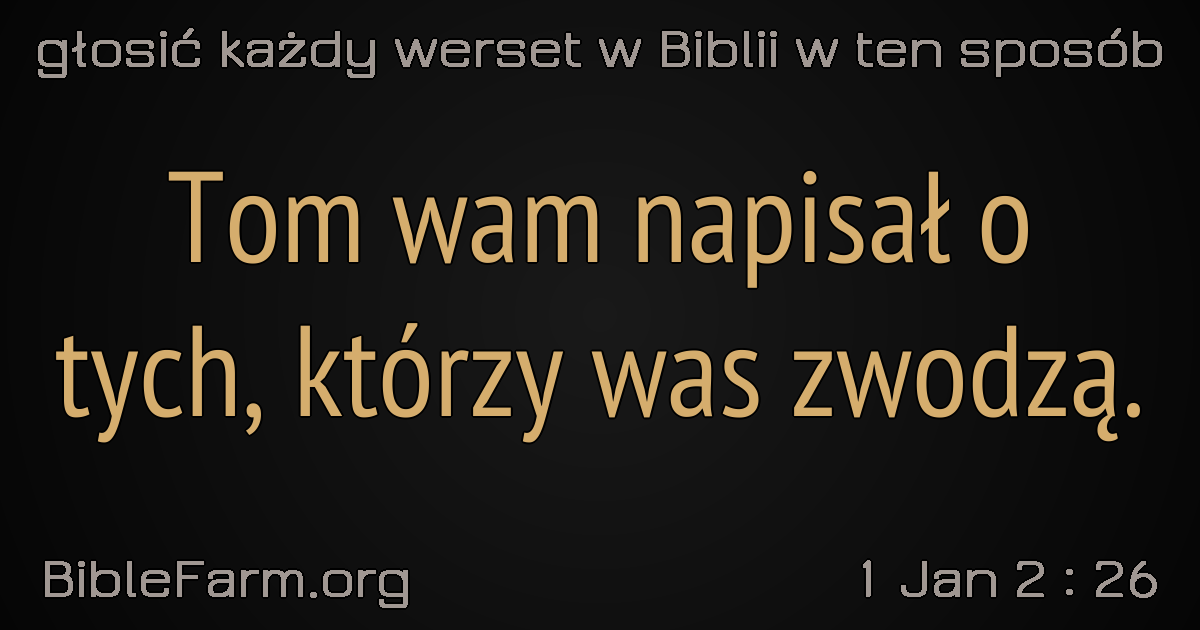 głosić każdy werset w Biblii w ten sposób
Tom wam napisał o
tych, którzy was zwodzą.
BibleFarm.org
1 Jan 2 : 26